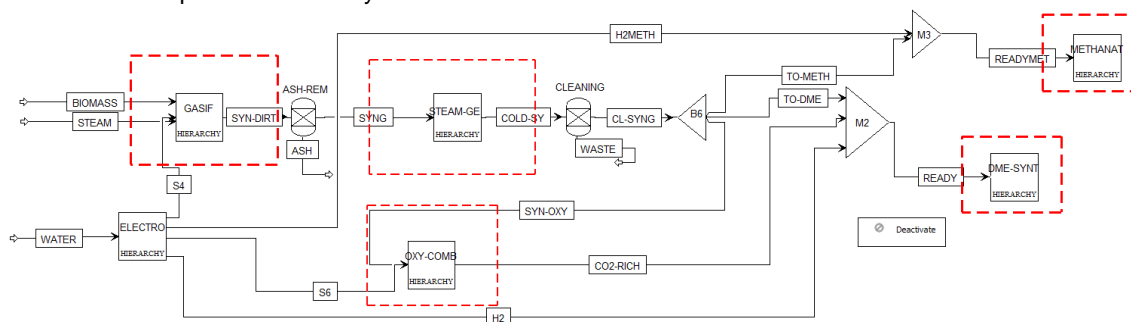 H2METH
M3
READYMET
METHANAT
HIERARCHY
BIOMASS
STEAM
GASIF
HIERARCHY
SYN-DIRT
ASH-REM
ASH
SYNG
STEAM-GE
HIERARCHY
COLD-SY
CLEANING
WASTE
CL-SYNG
B6
TO-METH
TO-DME
M2
READY
DME-SYNT
HIERARCHY
S4
WATER
ELECTRO
HIERARCHY
SYN-OXY
OXY-COMB
HIERARCHY
CO2-RICH
S6
H2
Deactivate